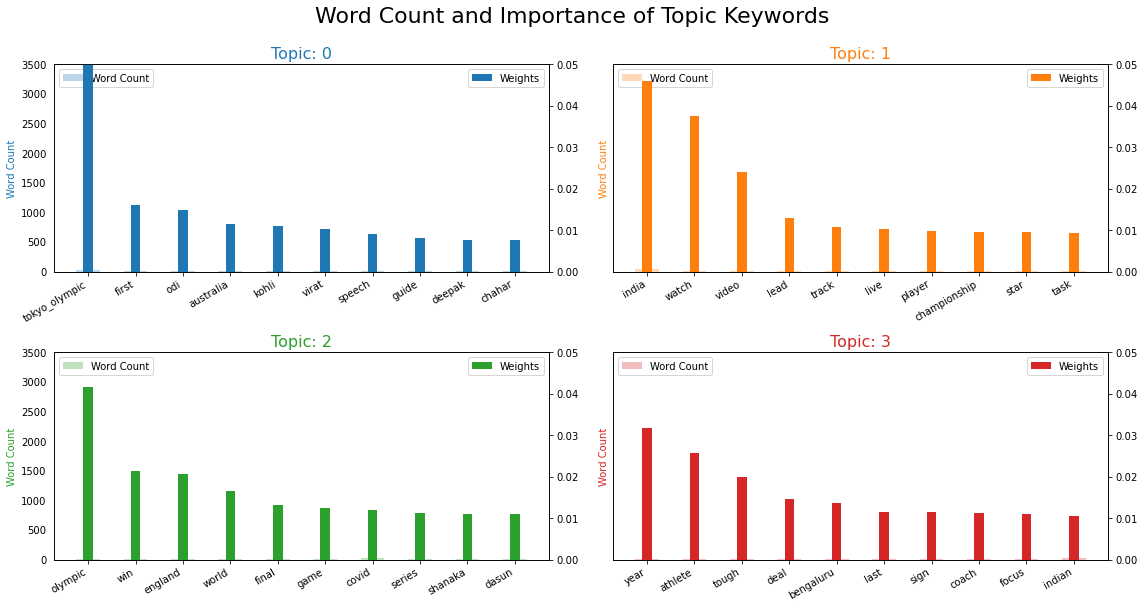 Word Count and Importance of Topic Keywords
Topic: 0
Word Count
Weights
Word Count
3500
3000
2500
2000
1500
1000
500
0
0.05
0.04
0.03
0.02
0.01
0.00
tokyo_olympic first odi australia kohli virat speech guide deepak chahar
Topic: 1
Word Count
Weights
Word Count
0.05
0.04
0.03
0.02
0.01
0.00
india watch video lead track live player championship star task
Topic: 2
Word Count
Weights
Word Count
3500
3000
2500
2000
1500
1000
500
0
0.05
0.04
0.03
0.02
0.01
0.00
olympic win england world final game covid series shanaka dasun
Topic: 3
Word Count
Weights
Word Count
0.05
0.04
0.03
0.02
0.01
0.00
year athlete tough deal bengaluru last sign coach focus indian